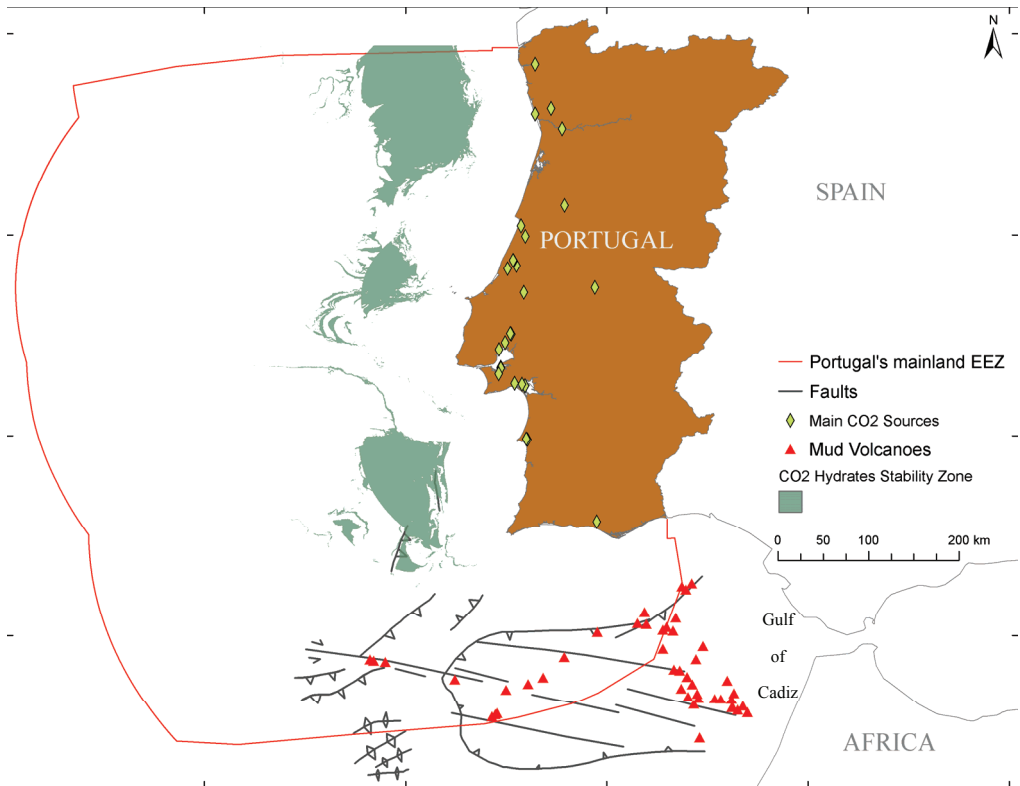 N
SPAIN
PORTUGAL
Portugal's mainland EEZ
Faults
Main CO2 Sources
Mud Volcanoes
CO2 Hydrates Stability Zone
0 50 100 200 km
Gulf
of
Cadiz
AFRICA